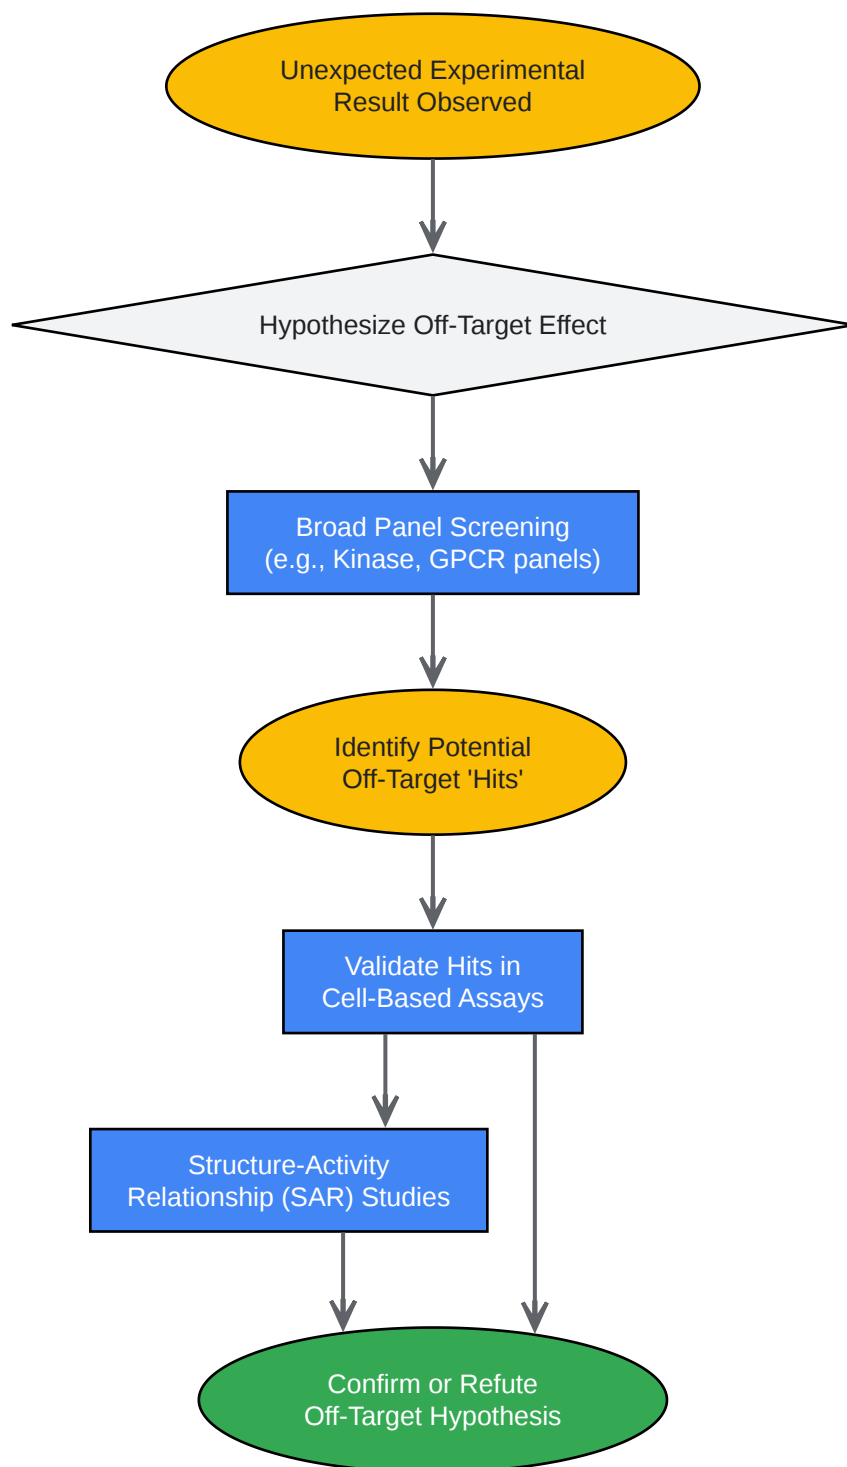 Unexpected Experimental
Result Observed
Hypothesize Off-Target Effect
Broad Panel Screening
(e.g., Kinase, GPCR panels)
Identify Potential
Off-Target 'Hits'
Validate Hits in
Cell-Based Assays
Structure-Activity
Relationship (SAR) Studies
Confirm or Refute
Off-Target Hypothesis